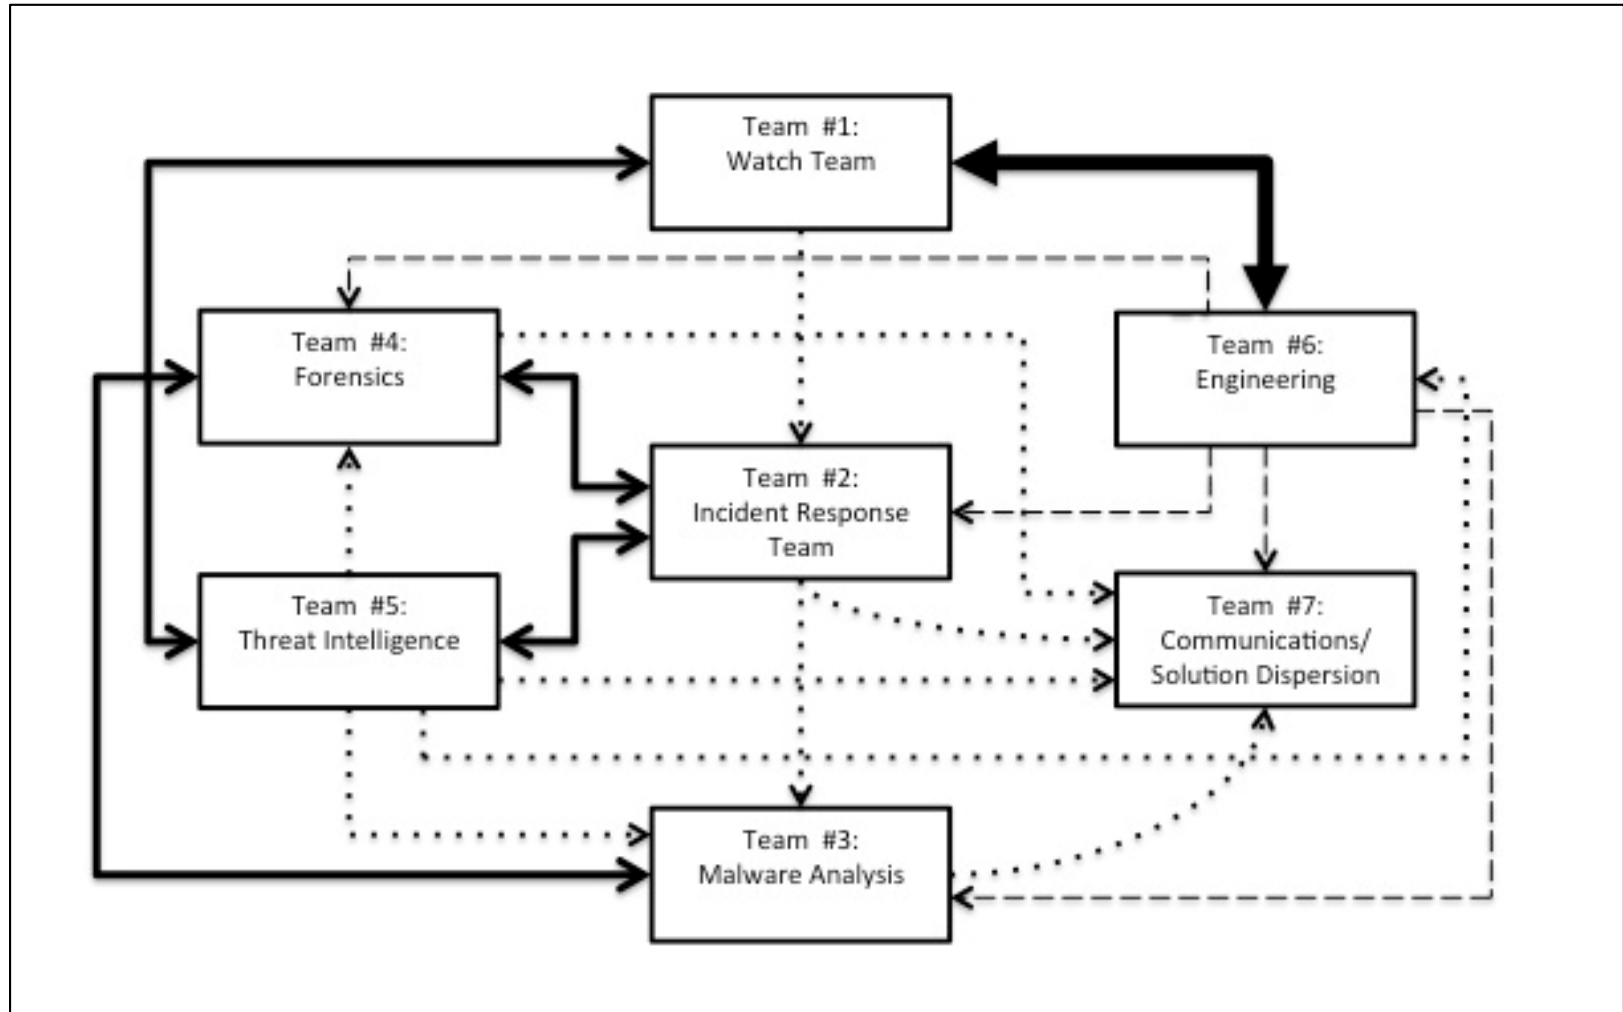 Team #1:
Watch Team
Team #4:
Forensics
Team #6:
Engineering
Team #2:
Incident Response
Team
Team #5:
Threat Intelligence
Team #7:
Communications/
Solution Dispersion
Team #3:
Malware Analysis